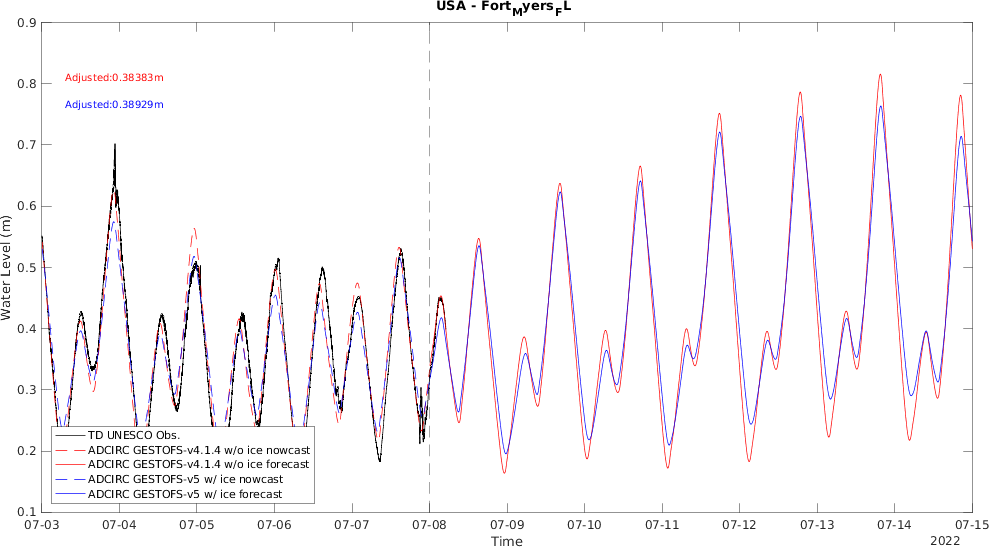 USA - FortMyersFL
Adjusted:0.38383m
Adjusted:0.38929m
Water Level (m)
0.9
0.8
0.7
0.6
0.5
0.4
0.3
0.2
0.1
TD UNESCO Obs.
ADCIRC GESTOFS-v4.1.4 w/o ice nowcast
ADCIRC GESTOFS-v4.1.4 w/o ice forecast
ADCIRC GESTOFS-v5 w/ ice nowcast
ADCIRC GESTOFS-v5 w/ ice forecast
07-03 07-04 07-05 07-06 07-07 07-08 07-09 07-10 07-11 07-12 07-13 07-14 07-15
Time
2022